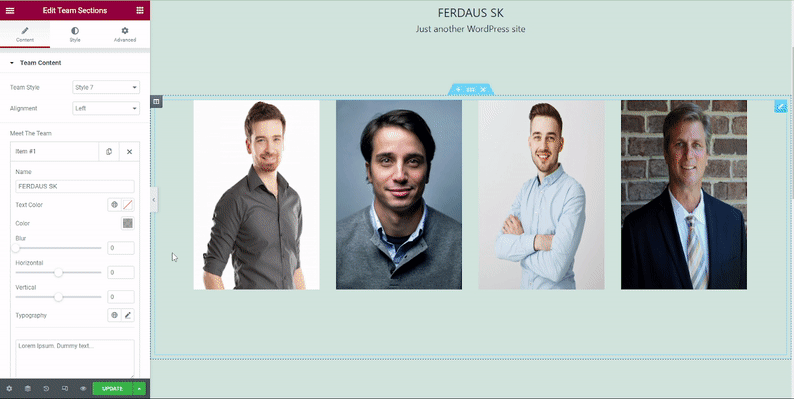 Edit Team Sections
Content
Style
Advanced
Team Content
Team Style
Style 7
Alignment
Left
Meet The Team
Item #1
Name
FERDAUS SK
Text Color
Color
Blur
0
Horizontal
0
Vertical
0
Typography
Lorem Ipsum. Dummy text...
UPDATE
FERDAUS SK
Just another WordPress site